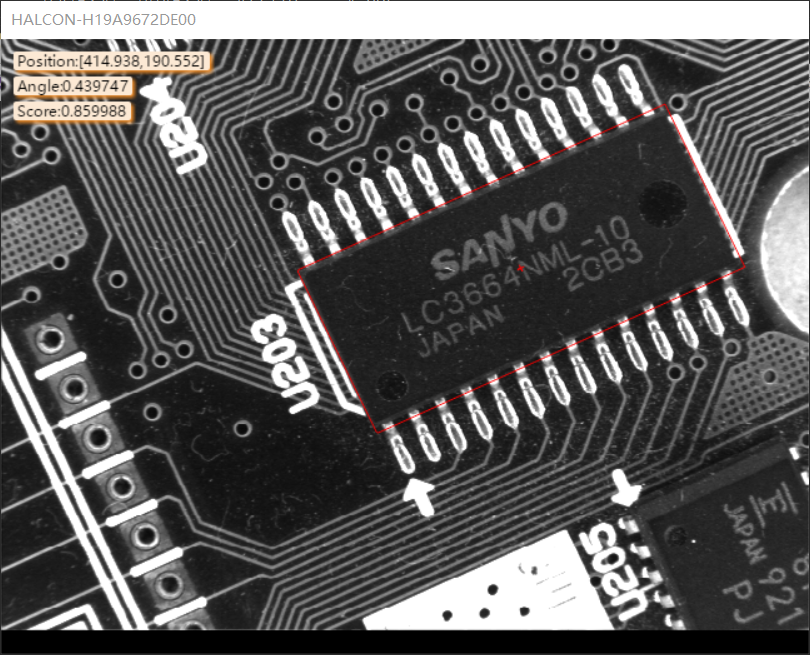 HALCON-H19A9672DE00
Position:[414.938,190.552]
Angle:0.439747
Score:0.859988
U204
SANYO
LC3664NML-10
JAPAN 2CB3
U203
U205
JAPAN
921
PJ